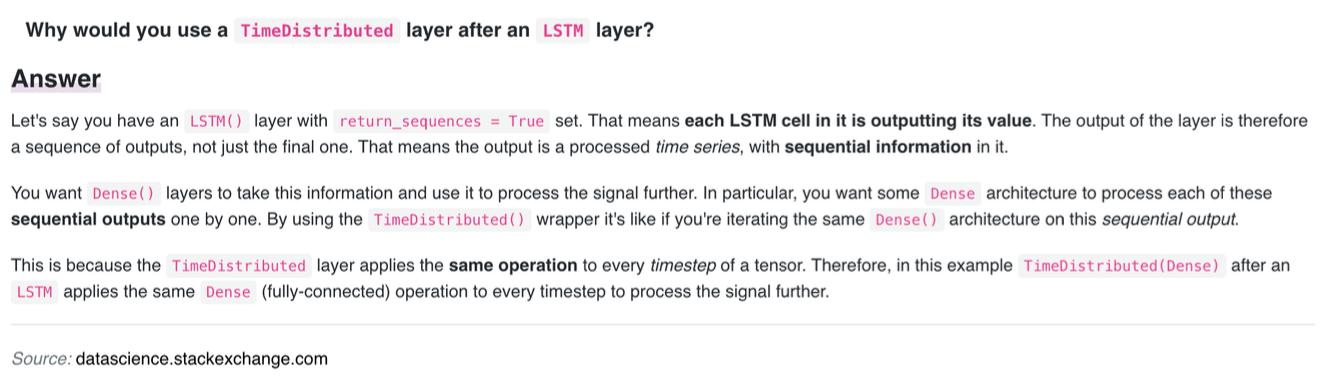 Why would you use a TimeDistributed layer after an LSTM layer?
Answer
Let's say you have an LSTM() layer with return_sequences = True set. That means each LSTM cell in it is outputting its value. The output of the layer is therefore
a sequence of outputs, not just the final one. That means the output is a processed time series, with sequential information in it.
You want Dense() layers to take this information and use it to process the signal further. In particular, you want some Dense architecture to process each of these
sequential outputs one by one. By using the TimeDistributed() wrapper it's like if you're iterating the same Dense() architecture on this sequential output.
This is because the TimeDistributed layer applies the same operation to every timestep of a tensor. Therefore, in this example TimeDistributed(Dense) after an
LSTM applies the same Dense (fully-connected) operation to every timestep to process the signal further.
Source: datascience.stackexchange.com